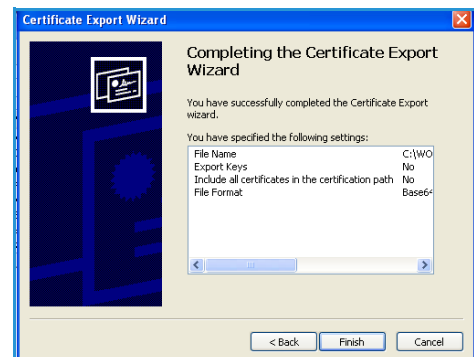 Certificate Export Wizard
Completing the Certificate Export
Wizard
You have successfully completed the Certificate Export
wizard.
You have specified the following settings:
File Name C:\WO
Export Keys No
Include all certificates in the certification path No
File Format Base64
< Back Finish Cancel